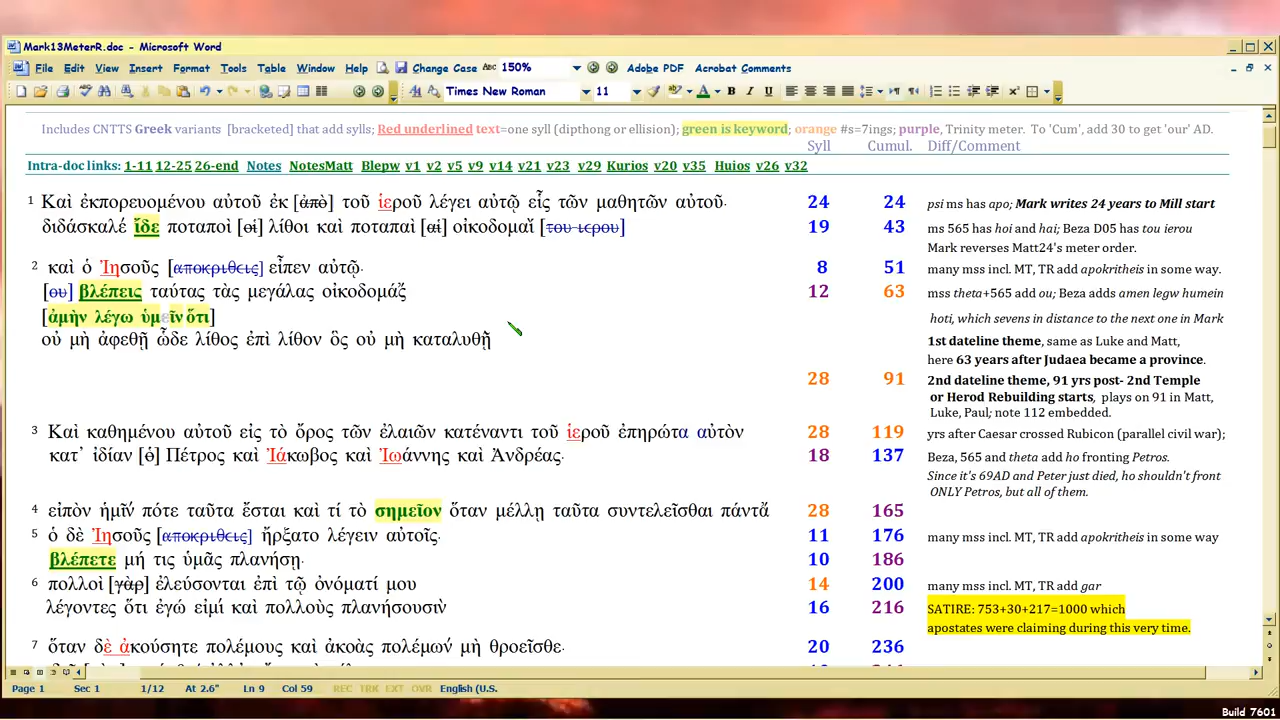 Mark13MeterR.doc - Microsoft Word
File Edit View Insert Format Tools Table Window Help Change Case 150% Adobe PDF Acrobat Comments
Times New Roman 11 B I U
Includes CNTTS Greek variants [bracketed] that add sylls; Red underlined text=one syll (dipthong or ellision); green is keyword; orange #s=7ings; purple, Trinity meter. To 'Cum', add 30 to get 'our' AD.
Syll Cumul. Diff/Comment
Intra-doc links: 1-11 12-25 26-end Notes NotesMatt Blepw v1 v2 v5 v9 v14 v21 v23 v29 Kurios v20 v35 Huios v26 v32
1 Καὶ ἐκπορευομένου αὐτοῦ ἐκ [ἀπὸ] τοῦ ἱεροῦ λέγει αὐτῷ εἷς τῶν μαθητῶν αὐτοῦ· 24 24 psi ms has apo; Mark writes 24 years to Mill start
διδάσκαλέ ἴδε ποταποὶ [οἱ] λίθοι καὶ ποταπαὶ [αἱ] οἰκοδομαΐ [του ιερου] 19 43 ms 565 has hoi and hai; Beza D05 has tou ierou
Mark reverses Matt24's meter order.
2 καὶ ὁ Ἰησοῦς [αποκριθεις] εἶπεν αὐτῷ· 8 51 many mss incl. MT, TR add apokritheis in some way.
[ου] βλέπεις ταύτας τὰς μεγάλας οἰκοδομάς 12 63 mss theta+565 add ou; Beza adds amen legw humein
[ἀμὴν λέγω ὑμεῖν ὅτι] hoti, which sevens in distance to the next one in Mark
οὐ μὴ ἀφεθῇ ὧδε λίθος ἐπὶ λίθον ὃς οὐ μὴ καταλυθῇ 1st dateline theme, same as Luke and Matt,
here 63 years after Judaea became a province.
28 91 2nd dateline theme, 91 yrs post- 2nd Temple
or Herod Rebuilding starts, plays on 91 in Matt,
Luke, Paul; note 112 embedded.
3 Καὶ καθημένου αὐτοῦ εἰς τὸ ὄρος τῶν ἐλαιῶν κατέναντι τοῦ ἱεροῦ ἐπηρώτα αὐτὸν 28 119 yrs after Caesar crossed Rubicon (parallel civil war);
κατ᾽ ἰδίαν [ὁ] Πέτρος καὶ Ἰάκωβος καὶ Ἰωάννης καὶ Ἀνδρέας· 18 137 Beza, 565 and theta add ho fronting Petros.
Since it's 69AD and Peter just died, ho shouldn't front
ONLY Petros, but all of them.
4 εἰπὸν ἡμῖν πότε ταῦτα ἔσται καὶ τί τὸ σημεῖον ὅταν μέλλῃ ταῦτα συντελεῖσθαι πάντα 28 165
5 ὁ δὲ Ἰησοῦς [αποκριθεις] ἤρξατο λέγειν αὐτοῖς· 11 176 many mss incl. MT, TR add apokritheis in some way
βλέπετε μή τις ὑμᾶς πλανήσῃ· 10 186
6 πολλοὶ [γὰρ] ἐλεύσονται ἐπὶ τῷ ὀνόματί μου 14 200 many mss incl. MT, TR add gar
λέγοντες ὅτι ἐγώ εἰμί καὶ πολλοὺς πλανήσουσιν 16 216 SATIRE: 753+30+217=1000 which
apostates were claiming during this very time.
7 ὅταν δὲ ἀκούσητε πολέμους καὶ ἀκοὰς πολέμων μὴ θροεῖσθε· 20 236
Page 1 Sec 1 1/12 At 2.6" Ln 9 Col 59 REC TRK EXT OVR English (U.S.
Build 7601